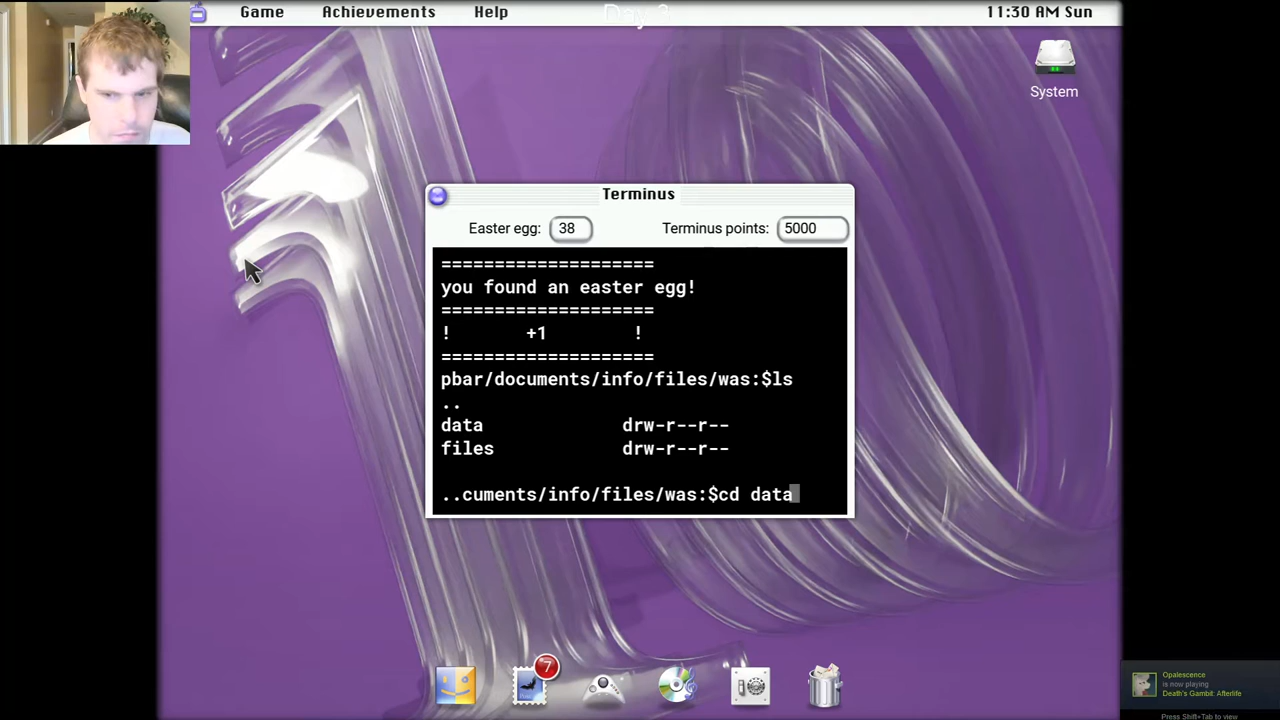 Game Achievements Help Day 11:30 AM Sun
System
Terminus
Easter egg: 38 Terminus points: 5000
====================
you found an easter egg!
====================
! +1 !
====================
pbar/documents/info/files/was:$ls
..
data drw-r--r--
files drw-r--r--
..cuments/info/files/was:$cd data
7
Opalescence
is now playing
Death's Gambit: Afterlife
Press Shift+Tab to view